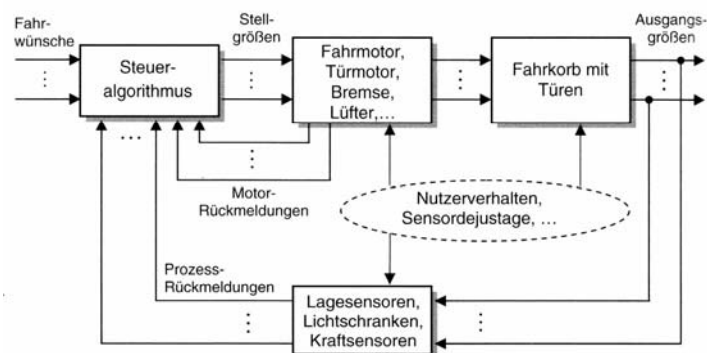 Fahr-
wünsche
Stell-
größen
Ausgangs-
größen
Steuer-
algorithmus
Fahrmotor,
Türmotor,
Bremse,
Lüfter,...
Fahrkorb mit
Türen
Motor-
Rückmeldungen
Nutzerverhalten,
Sensordejustage, ...
Prozess-
Rückmeldungen
Lagesensoren,
Lichtschranken,
Kraftsensoren